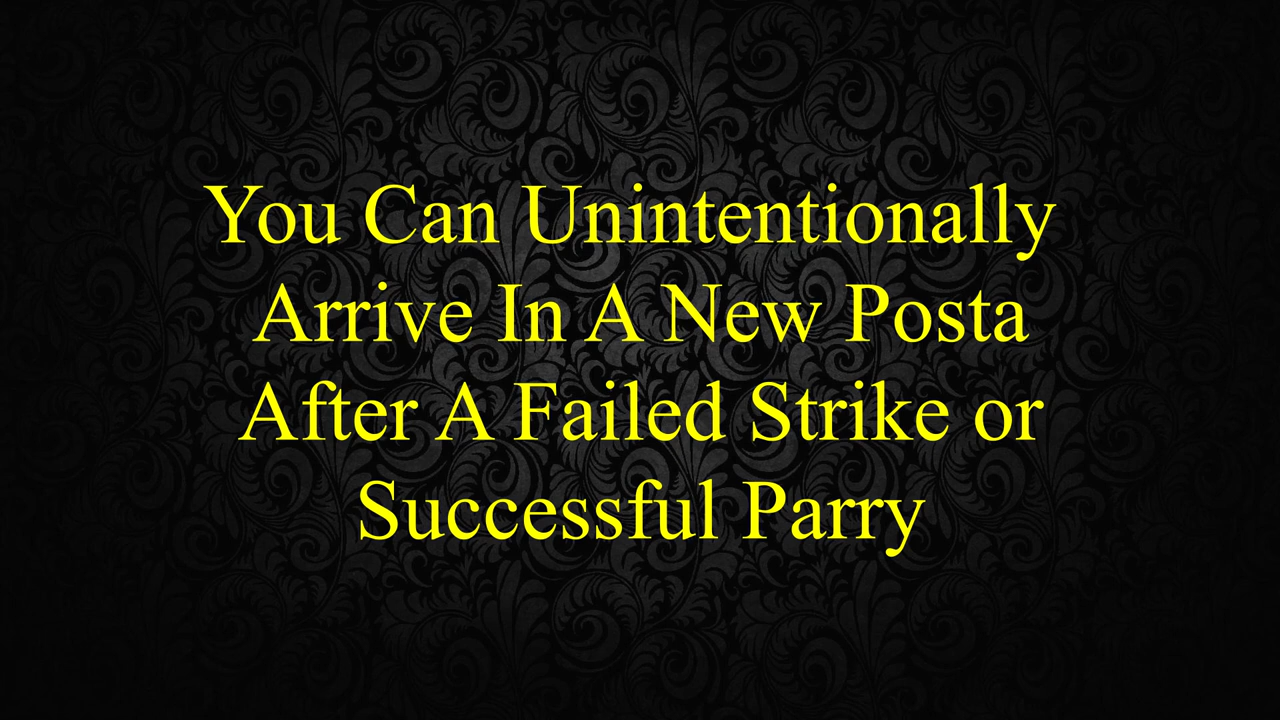 You Can Unintentionally
Arrive In A New Posta
After A Failed Strike or
Successful Parry